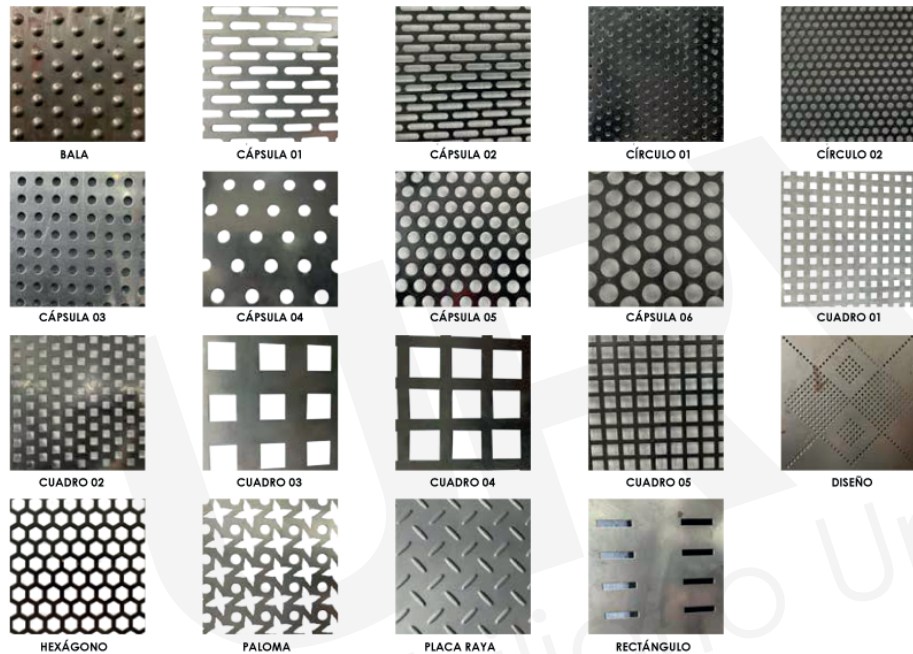 BALA
CÁPSULA 01
CÁPSULA 02
CÍRCULO 01
CÍRCULO 02
CÁPSULA 03
CÁPSULA 04
CÁPSULA 05
CÁPSULA 06
CUADRO 01
CUADRO 02
CUADRO 03
CUADRO 04
CUADRO 05
DISEÑO
HEXÁGONO
PALOMA
PLACA RAYA
RECTÁNGULO